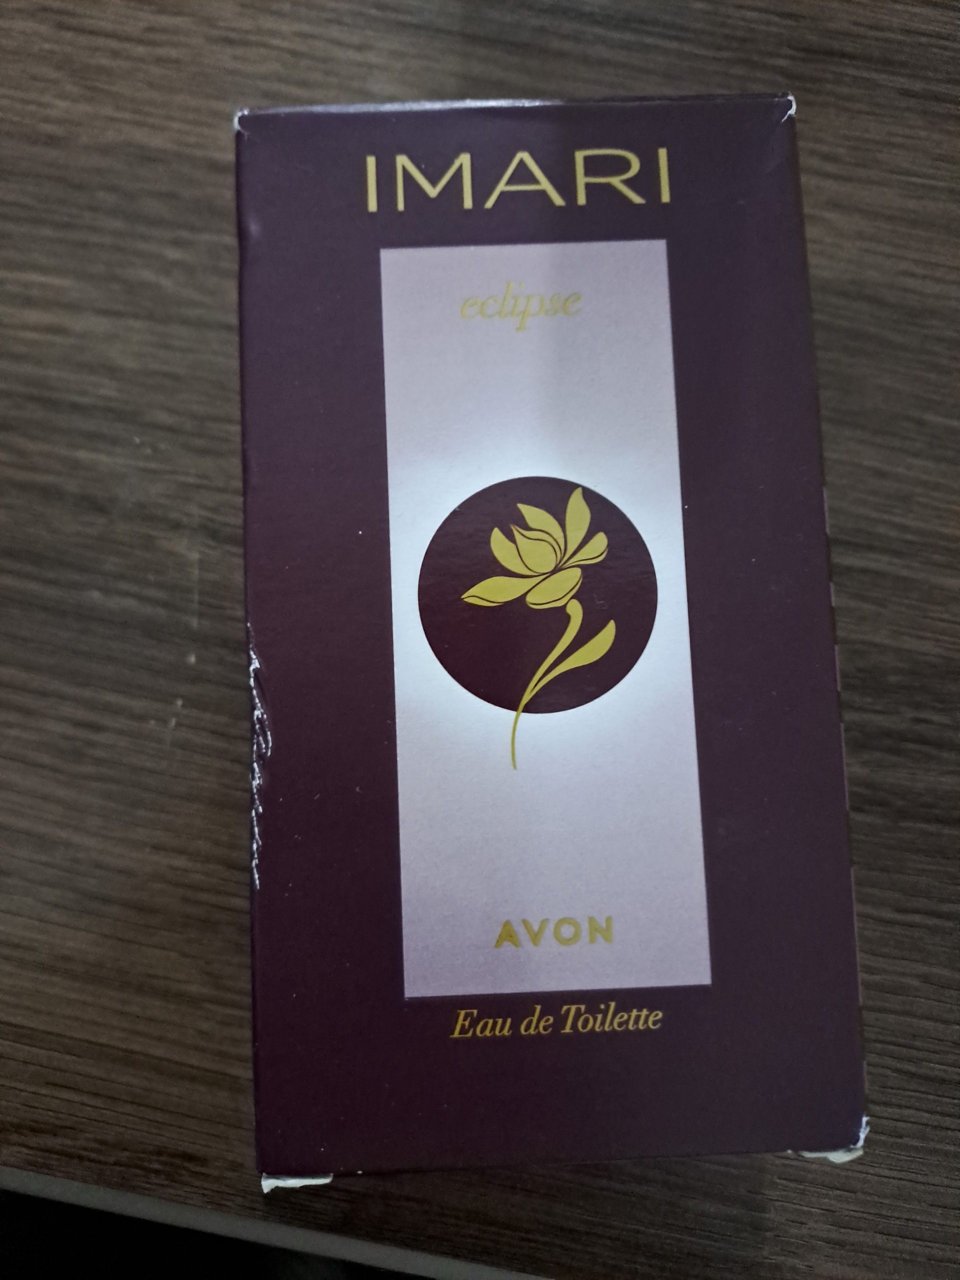 IMARI
eclipse
AVON
Eau de Toilette